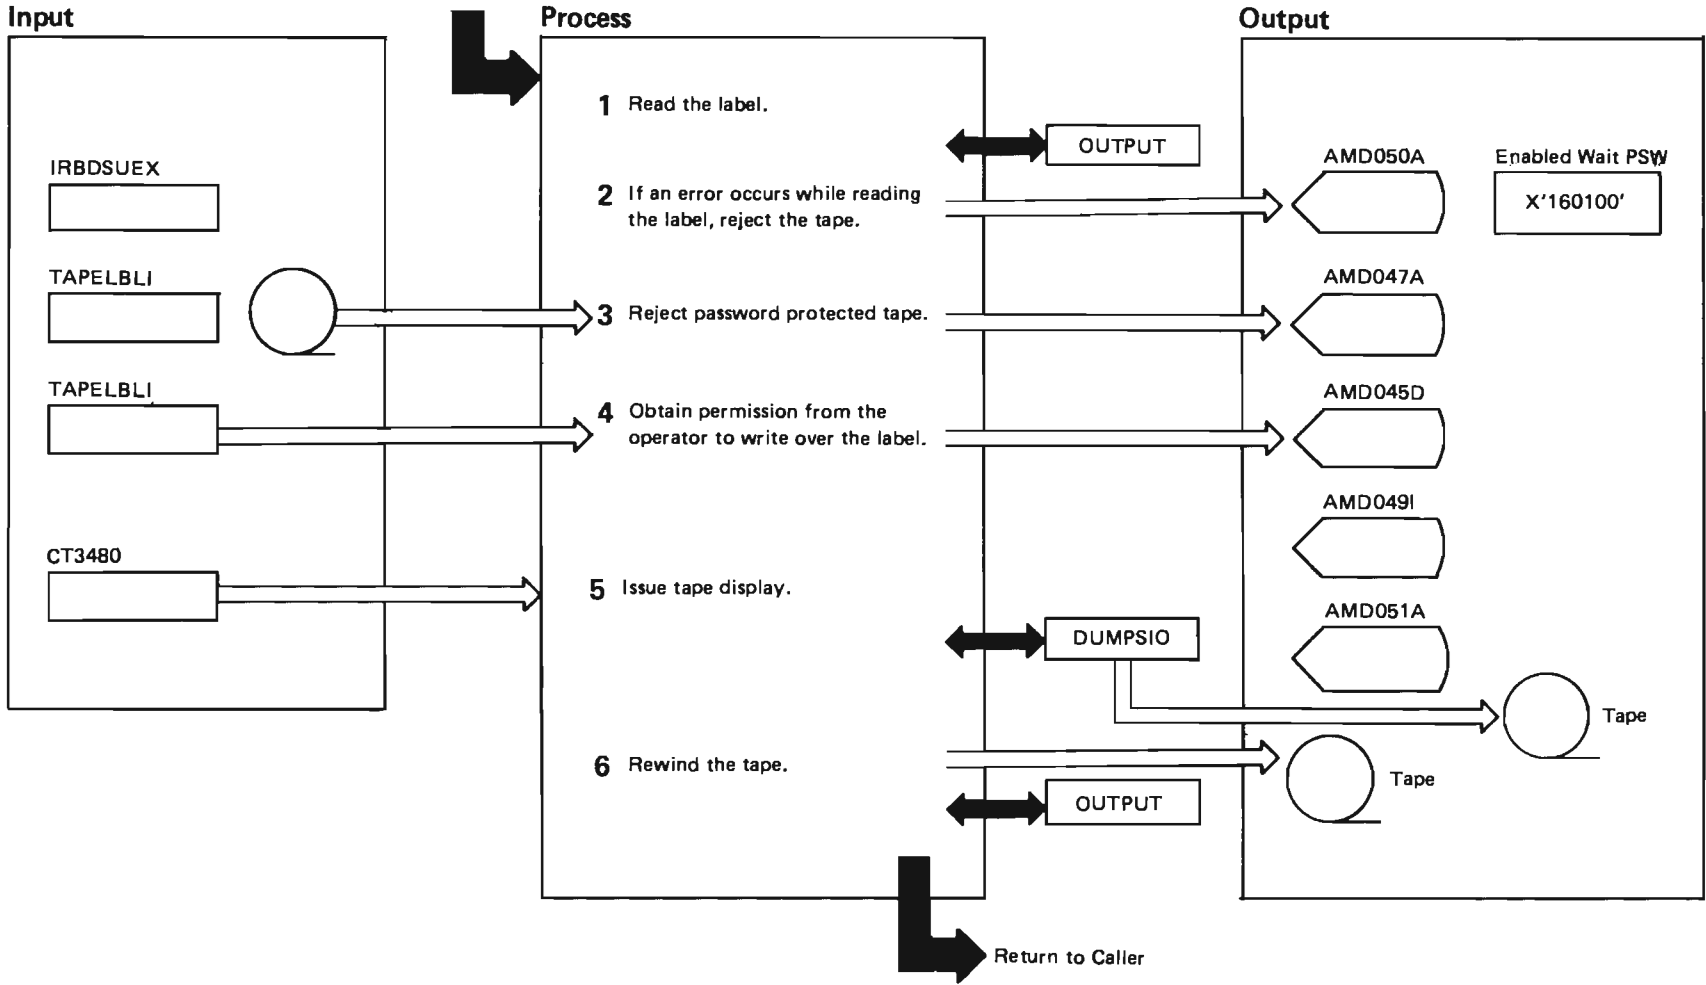 Input
IRBDSUEX
TAPELBLI
TAPELBLI
CT3480
Process
1 Read the label.
OUTPUT
2 If an error occurs while reading
the label, reject the tape.
3 Reject password protected tape.
4 Obtain permission from the
operator to write over the label.
5 Issue tape display.
DUMPSIO
6 Rewind the tape.
OUTPUT
Return to Caller
Output
AMD050A
Enabled Wait PSW
X'160100'
AMD047A
AMD045D
AMD049I
AMD051A
Tape
Tape